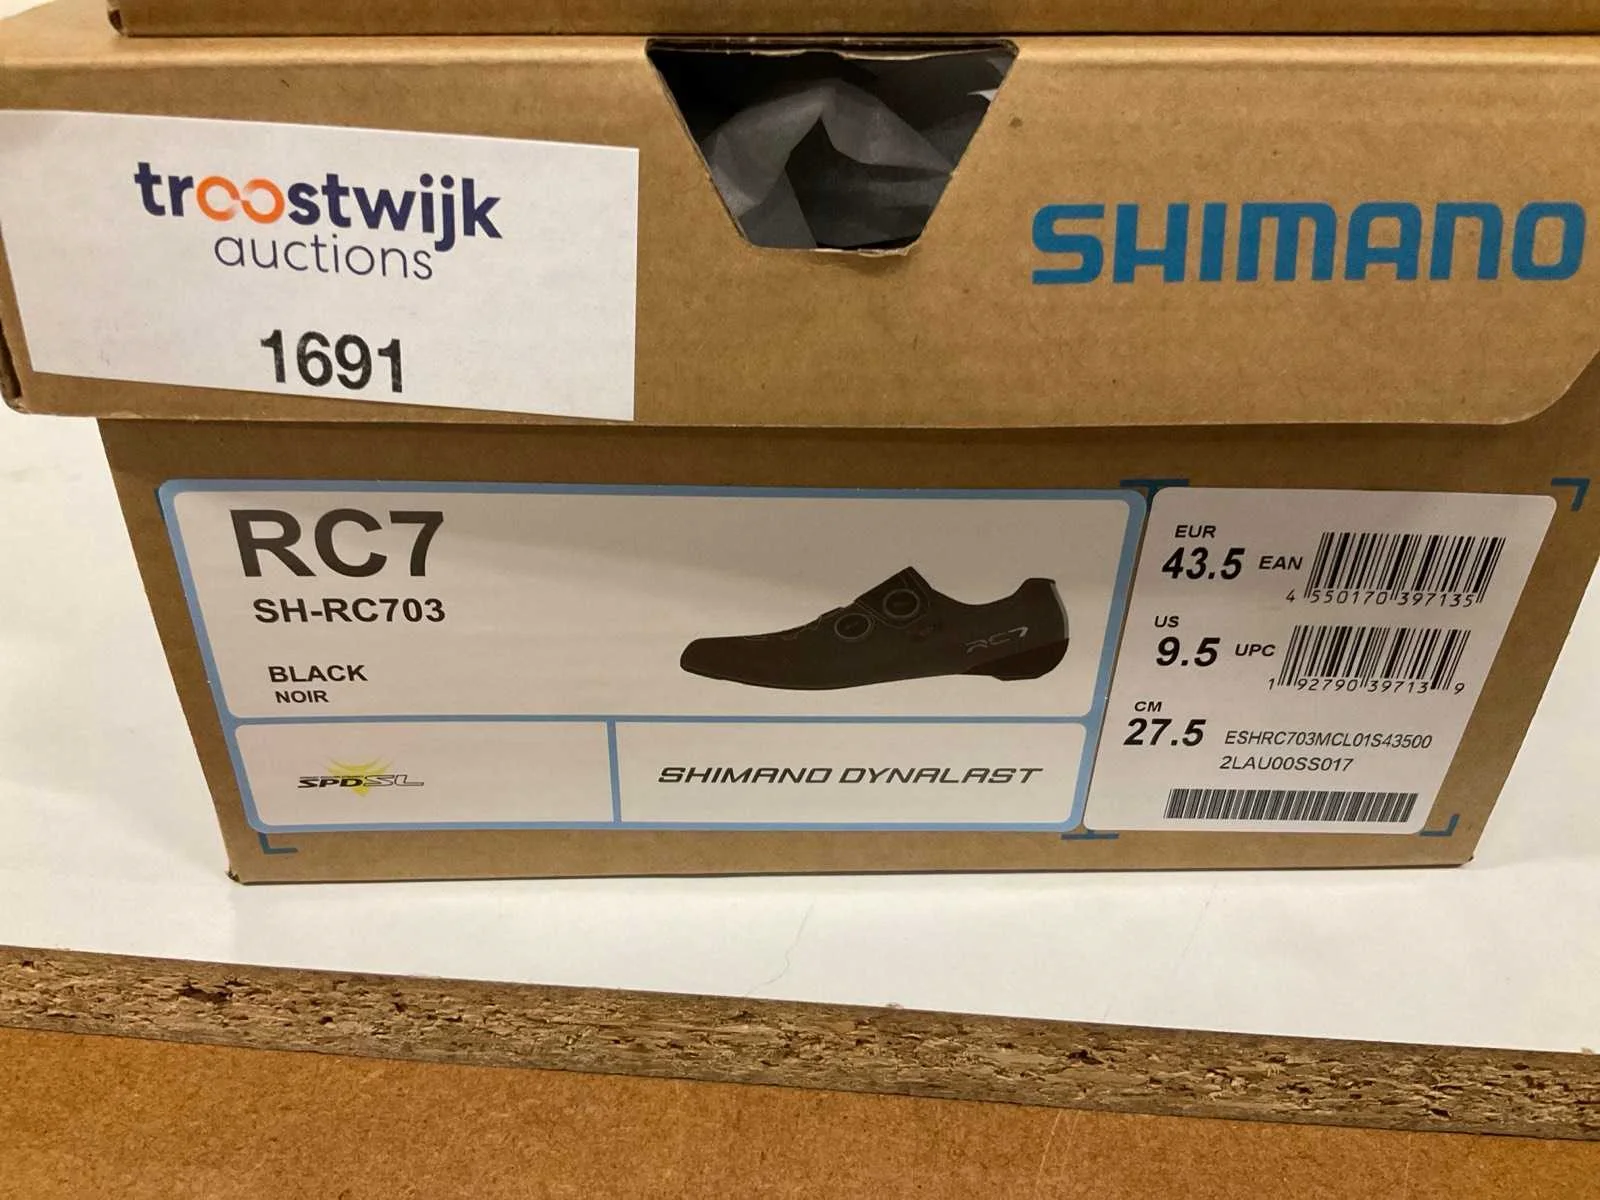 troostwijk
auctions
1691
SHIMANO
RC7
SH-RC703
BLACK
NOIR
RC7
SPD-SL
SHIMANO DYNALAST
EUR
43.5 EAN
4 550170 397135
US
9.5 UPC
1 92790 39713 9
CM
27.5 ESHRC703MCL01S43500
2LAU00SS017